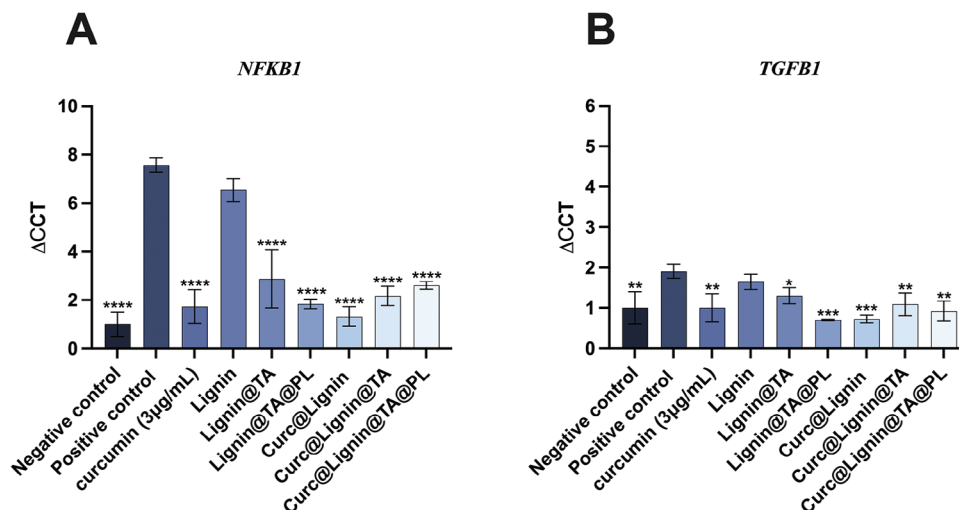 A
NFKB1
10
8
6
4
2
0
ΔCCT
****
****
****
****
****
****
****
Negative control
Positive control
curcumin (3μg/mL)
Lignin
Lignin@TA
Lignin@TA@PL
Curc@Lignin
Curc@Lignin@TA
Curc@Lignin@TA@PL
B
TGFB1
6
5
4
3
2
1
0
ΔCCT
**
**
*
***
***
**
**
Negative control
Positive control
curcumin (3μg/mL)
Lignin
Lignin@TA
Lignin@TA@PL
Curc@Lignin
Curc@Lignin@TA
Curc@Lignin@TA@PL